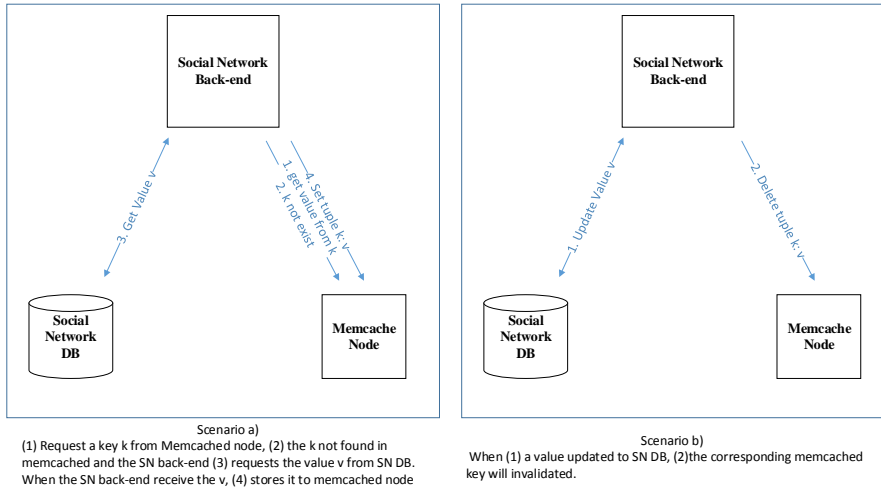 Social Network
Back-end
3. Get Value v
1. get value from k
2. k not exist
4. Set tuple k: v
Social
Network
DB
Memcache
Node
Scenario a)
(1) Request a key k from Memcached node, (2) the k not found in
memcached and the SN back-end (3) requests the value v from SN DB.
When the SN back-end receive the v, (4) stores it to memcached node
Social Network
Back-end
1. Update Value v
2. Delete tuple k: v
Social
Network
DB
Memcache
Node
Scenario b)
When (1) a value updated to SN DB, (2)the corresponding memcached
key will invalidated.